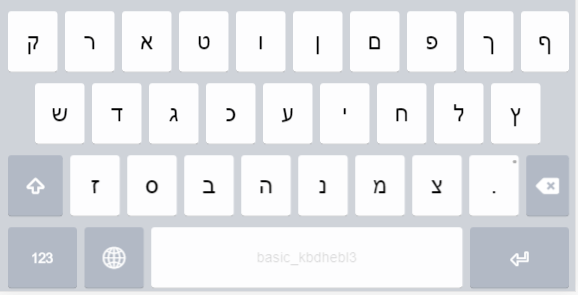 ק ר א ט ו ן ם פ ך ף
ש ד ג כ ע י ח ל ץ
ז ס ב ה נ מ צ .
123 basic_kbdhebl3